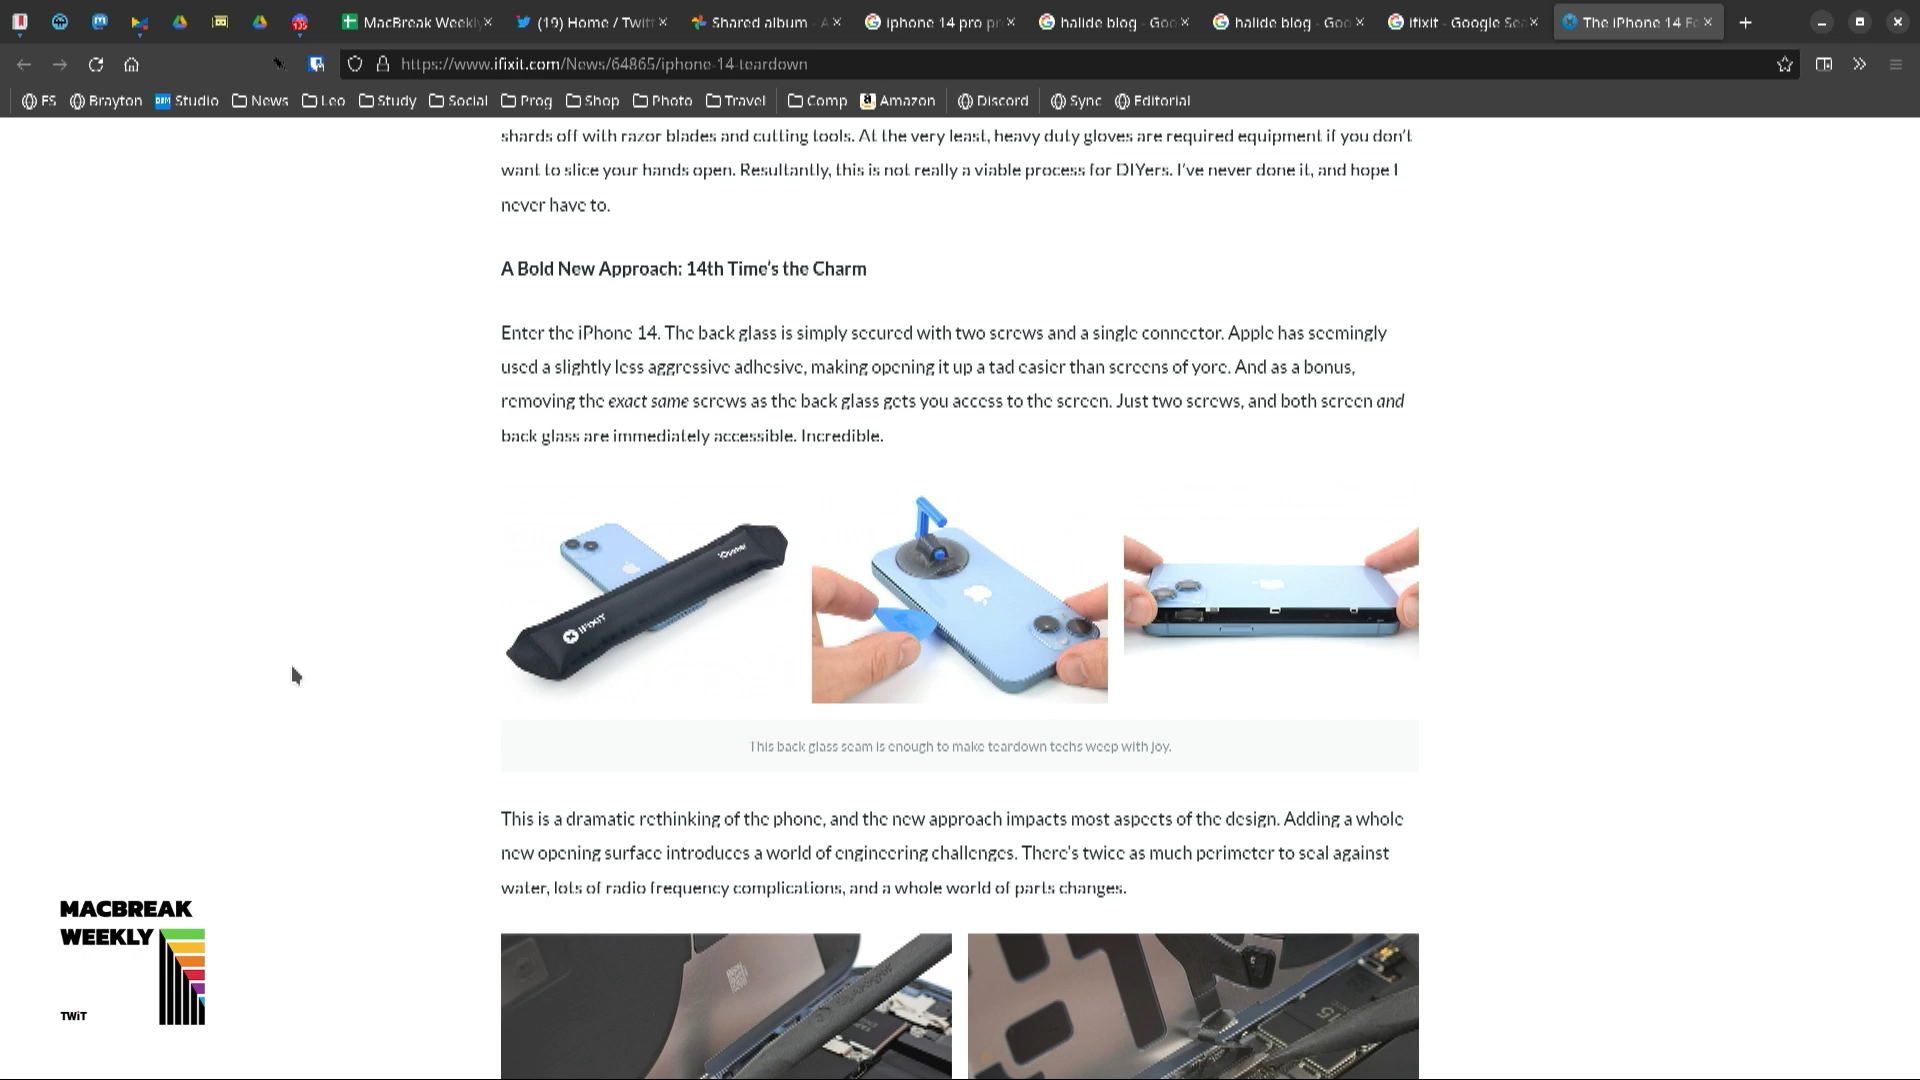 MacBreak Weekly
(19) Home / Twitt
Shared album - A
iphone 14 pro pr
halide blog - Goo
halide blog - Goo
ifixit - Google Sea
The iPhone 14 Fe
https://www.ifixit.com/News/64865/iphone-14-teardown
FS Brayton Studio News Leo Study Social Prog Shop Photo Travel Comp Amazon Discord Sync Editorial
shards off with razor blades and cutting tools. At the very least, heavy duty gloves are required equipment if you don't
want to slice your hands open. Resultantly, this is not really a viable process for DIYers. I've never done it, and hope I
never have to.
A Bold New Approach: 14th Time's the Charm
Enter the iPhone 14. The back glass is simply secured with two screws and a single connector. Apple has seemingly
used a slightly less aggressive adhesive, making opening it up a tad easier than screens of yore. And as a bonus,
removing the exact same screws as the back glass gets you access to the screen. Just two screws, and both screen and
back glass are immediately accessible. Incredible.
IFIXIT
This back glass seam is enough to make teardown techs weep with joy.
This is a dramatic rethinking of the phone, and the new approach impacts most aspects of the design. Adding a whole
new opening surface introduces a world of engineering challenges. There's twice as much perimeter to seal against
water, lots of radio frequency complications, and a whole world of parts changes.
MACBREAK
WEEKLY
TWiT